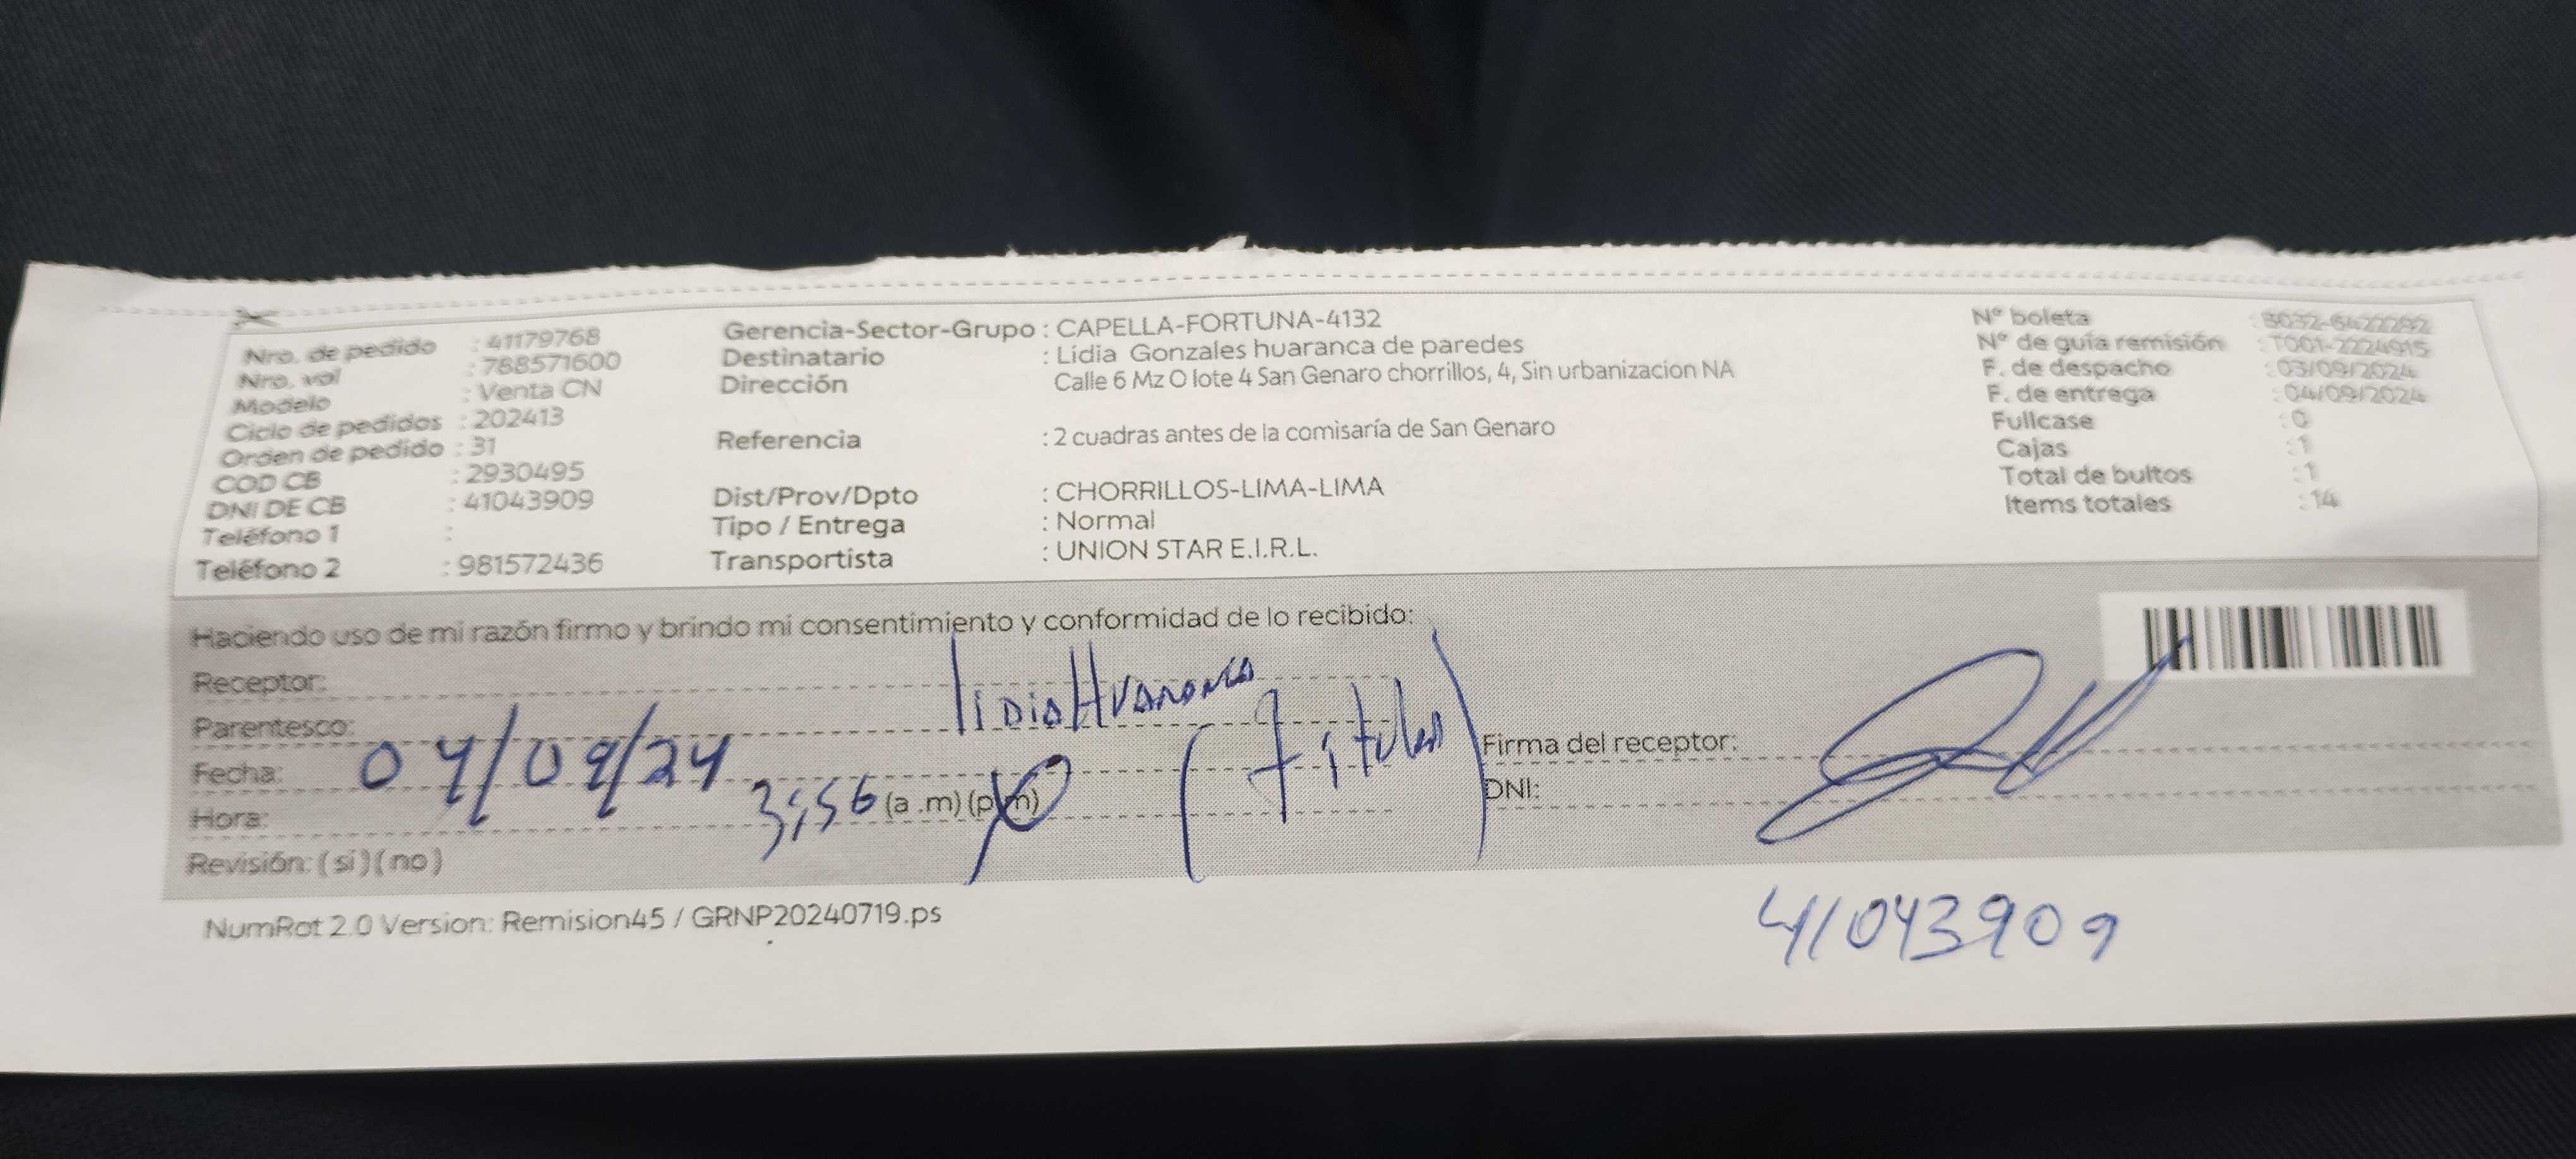 Nro. de pedido : 41179768
Nro. vol : 788571600
Modelo : Venta CN
Ciclo de pedidos : 202413
Orden de pedido : 31
COD CB : 2930495
DNI DE CB : 41043909
Teléfono 1 :
Teléfono 2 : 981572436
Gerencia-Sector-Grupo : CAPELLA-FORTUNA-4132
Destinatario : Lidia Gonzales huaranca de paredes
Dirección Calle 6 Mz O lote 4 San Genaro chorrillos, 4, Sin urbanizacion NA
Referencia : 2 cuadras antes de la comisaría de San Genaro
Dist/Prov/Dpto : CHORRILLOS-LIMA-LIMA
Tipo / Entrega : Normal
Transportista : UNION STAR E.I.R.L.
N° boleta : B032-6422292
N° de guía remisión : T001-2224915
F. de despacho : 03/09/2024
F. de entrega : 04/09/2024
Fullcase : 0
Cajas : 1
Total de bultos : 1
Items totales : 14
Haciendo uso de mi razón firmo y brindo mi consentimiento y conformidad de lo recibido:
Receptor: lidia Huaranca
Parentesco: (Titular)
Fecha: 04/09/24
Hora: 3:56 (a .m) (p.m)
Revisión: ( si ) ( no )
Firma del receptor:
DNI:
41043909
NumRot 2.0 Version: Remision45 / GRNP20240719.ps